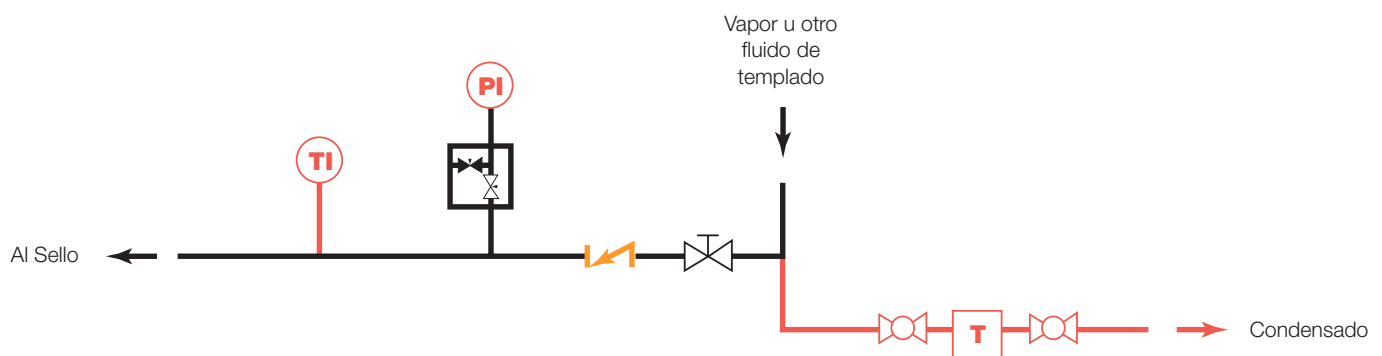 Vapor u otro
fluido de
templado
PI
TI
Al Sello
T
Condensado